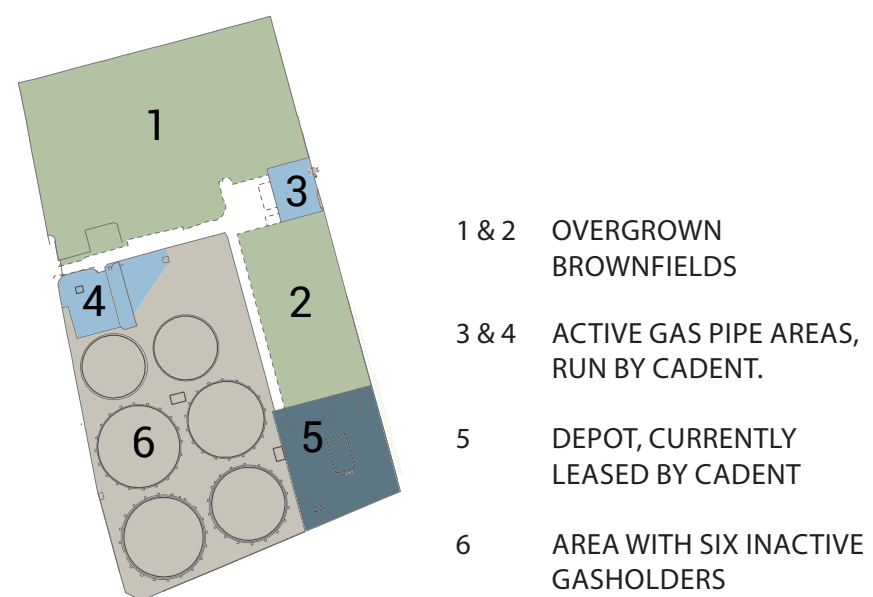 1
3
4
2
5
6
1 & 2 OVERGROWN
BROWNFIELDS
3 & 4 ACTIVE GAS PIPE AREAS,
RUN BY CADENT.
5 DEPOT, CURRENTLY
LEASED BY CADENT
6 AREA WITH SIX INACTIVE
GASHOLDERS